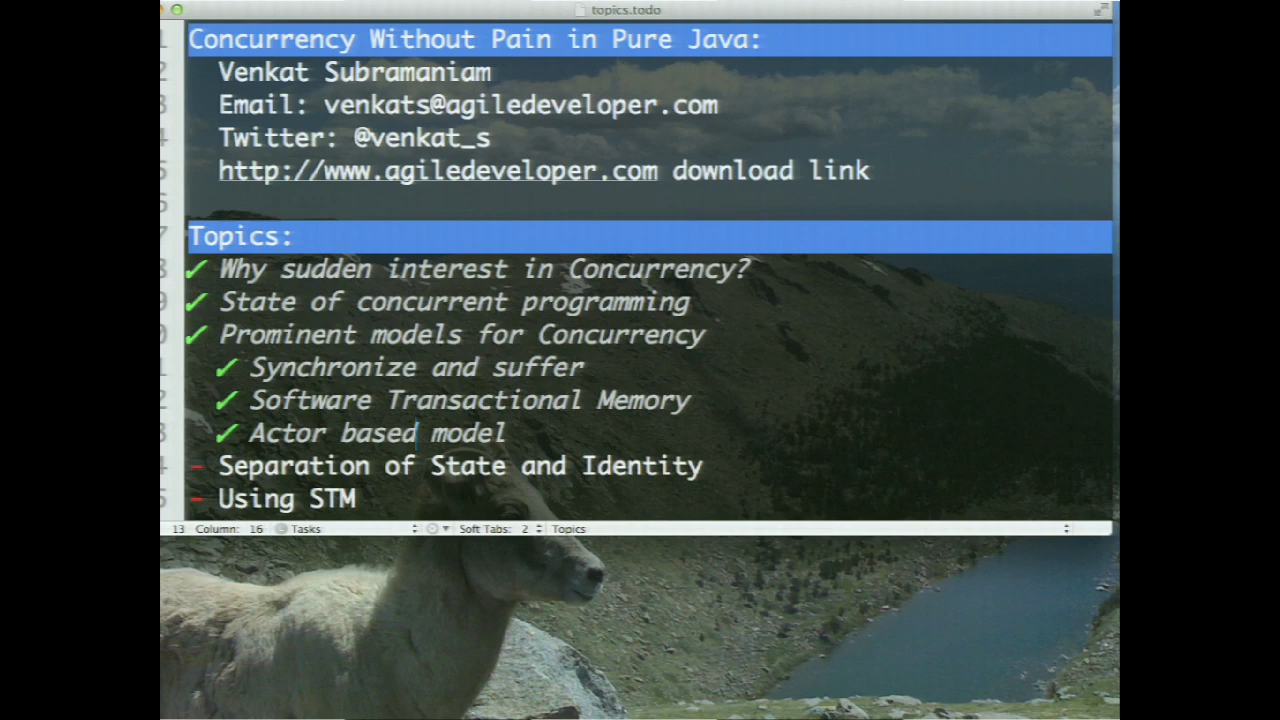 topics.todo
Concurrency Without Pain in Pure Java:
Venkat Subramaniam
Email: venkats@agiledeveloper.com
Twitter: @venkat_s
http://www.agiledeveloper.com download link
Topics:
✓ Why sudden interest in Concurrency?
✓ State of concurrent programming
✓ Prominent models for Concurrency
✓ Synchronize and suffer
✓ Software Transactional Memory
✓ Actor based model
- Separation of State and Identity
- Using STM
13 Column: 16 Tasks Soft Tabs: 2 Topics